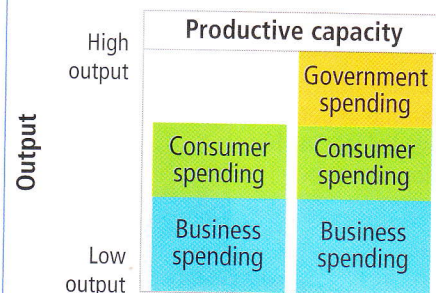 Productive capacity
High
output
Output
Low
output
Consumer
spending
Business
spending
Government
spending
Consumer
spending
Business
spending